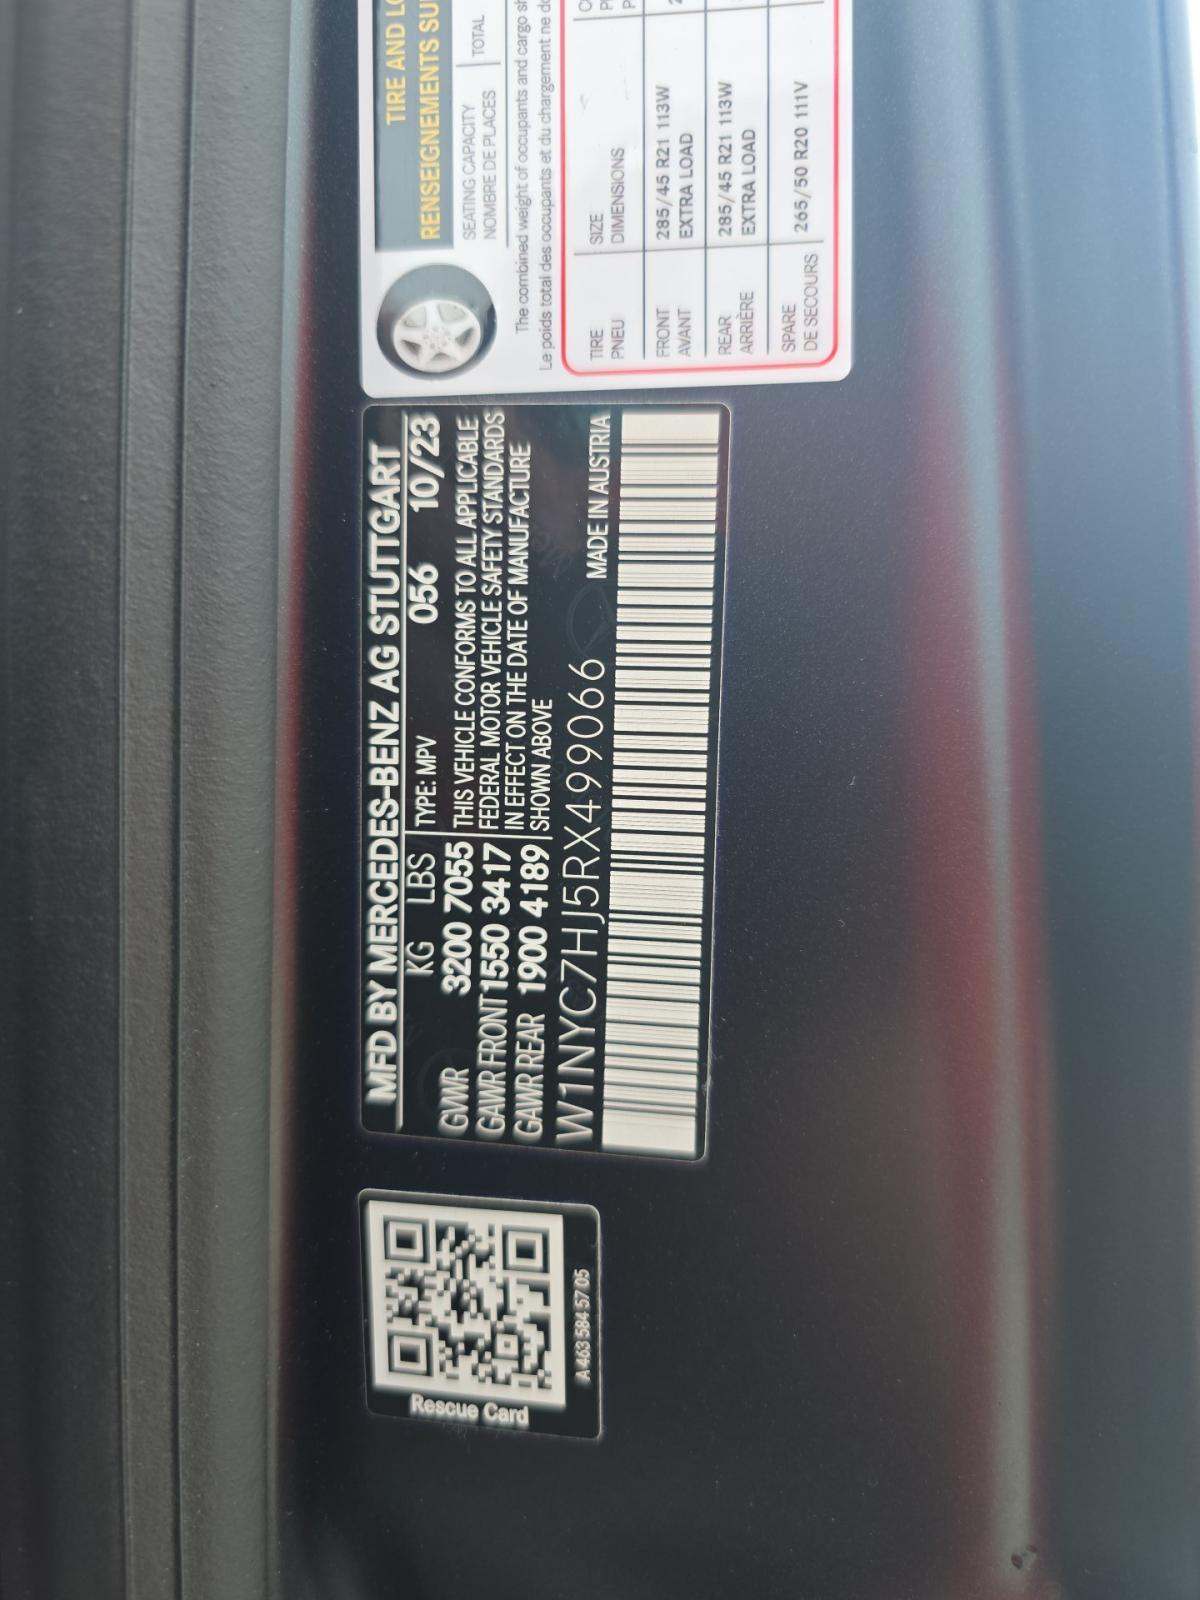 Rescue Card
A 463 584 57 05
MFD BY MERCEDES-BENZ AG STUTTGART
KG LBS TYPE: MPV 056 10/23
GVWR 3200 7055
GAWR FRONT 1550 3417
GAWR REAR 1900 4189
THIS VEHICLE CONFORMS TO ALL APPLICABLE
FEDERAL MOTOR VEHICLE SAFETY STANDARDS
IN EFFECT ON THE DATE OF MANUFACTURE
SHOWN ABOVE
W1NYC7HJ5RX499066 MADE IN AUSTRIA
TIRE AND
RENSEIGNEMENTS
SEATING CAPACITY
NOMBRE DE PLACES
TOTAL
The combined weight of occupants and cargo
Le poids total des occupants et du chargement ne
TIRE SIZE
PNEU DIMENSIONS
FRONT 285/45 R21 113W
AVANT EXTRA LOAD
REAR 285/45 R21 113W
ARRIÈRE EXTRA LOAD
SPARE 265/50 R20 111V
DE SECOURS